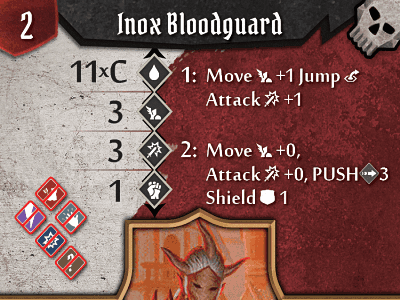 2
Inox Bloodguard
11xC
3
3
1
1: Move +1 Jump
Attack +1
2: Move +0,
Attack +0, PUSH 3
Shield 1